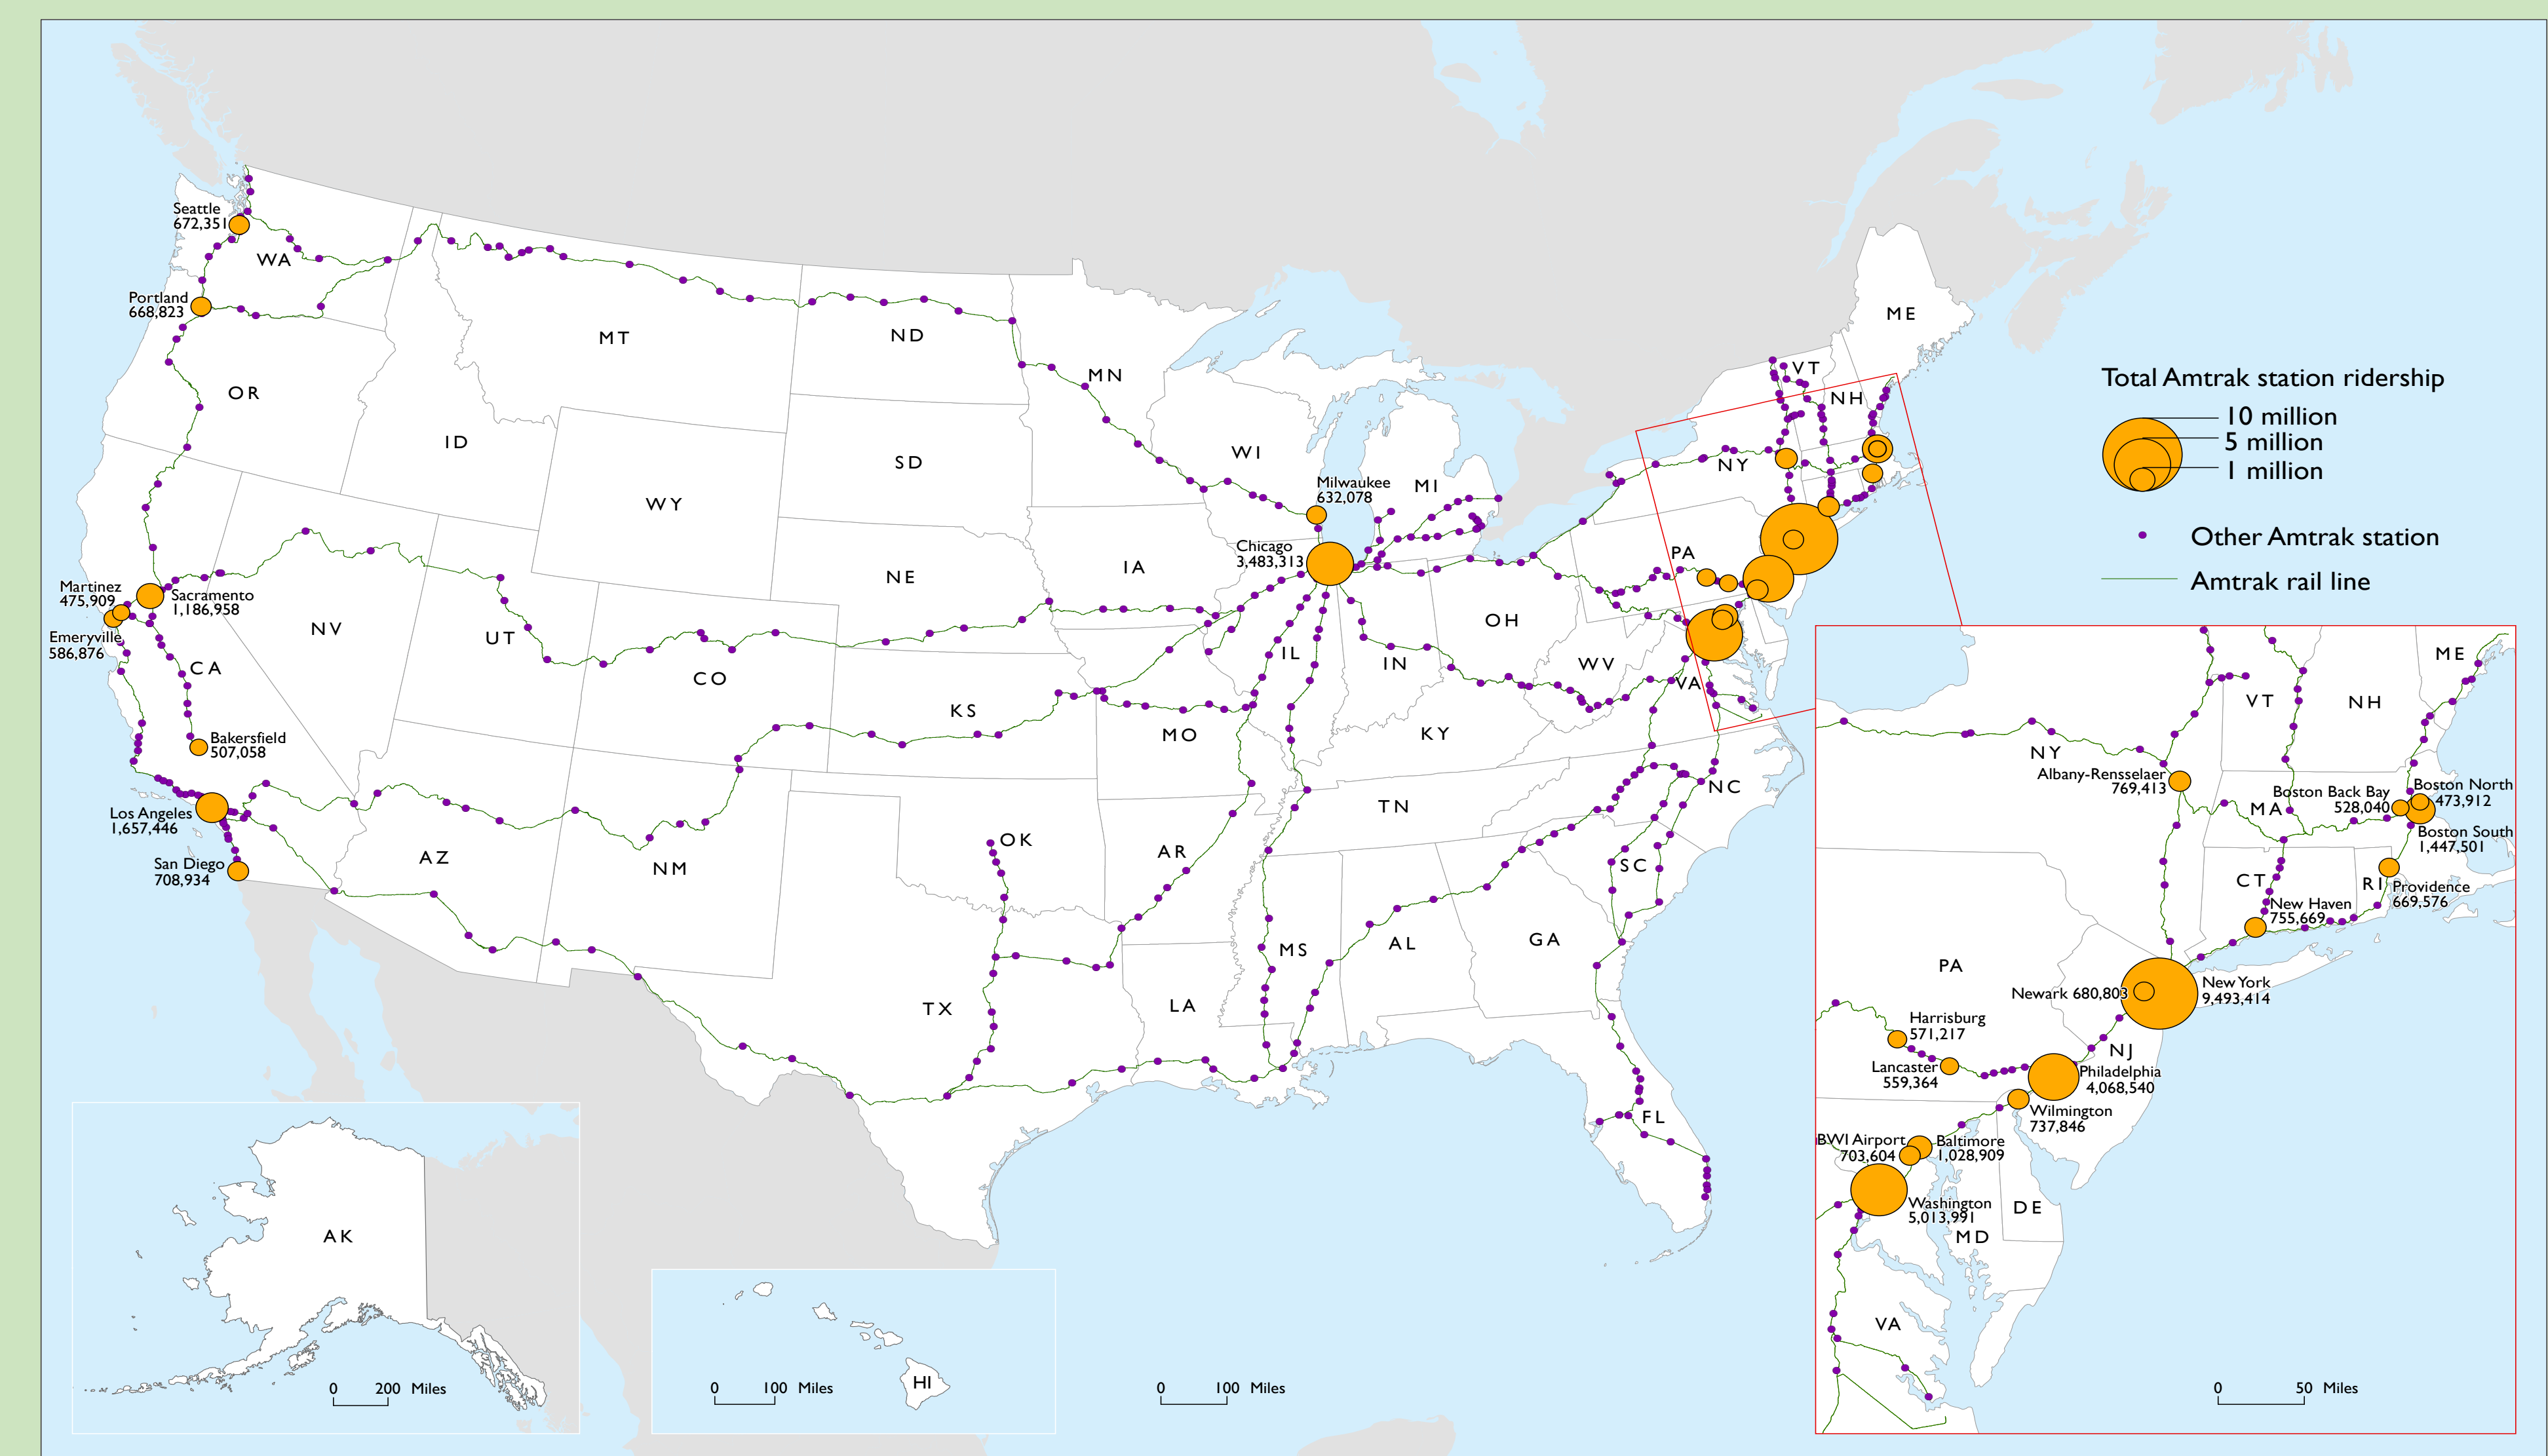 Seattle
672,351
WA
Portland
668,823
OR
ID
MT
ND
MN
SD
WY
WI
MI
Milwaukee
632,078
Chicago
3,483,313
IA
NE
Martinez
475,909
Sacramento
1,186,958
Emeryville
586,876
NV
UT
CA
CO
KS
MO
IL
IN
OH
WV
KY
VA
PA
NY
VT
NH
ME
Bakersfield
507,058
Los Angeles
1,657,446
San Diego
708,934
AZ
NM
OK
AR
TN
NC
SC
TX
LA
MS
AL
GA
FL
Total Amtrak station ridership
10 million
5 million
1 million
Other Amtrak station
Amtrak rail line
ME
VT
NH
NY
Albany-Rensselaer
769,413
MA
Boston Back Bay
528,040
Boston North
473,912
Boston South
1,447,501
CT
RI
Providence
669,576
New Haven
755,669
PA
New York
9,493,414
Newark 680,803
Harrisburg
571,217
Lancaster
559,364
NJ
Philadelphia
4,068,540
Wilmington
737,846
BWI Airport
703,604
Baltimore
1,028,909
Washington
5,013,991
DE
MD
VA
0 50 Miles
AK
0 200 Miles
HI
0 100 Miles
0 100 Miles